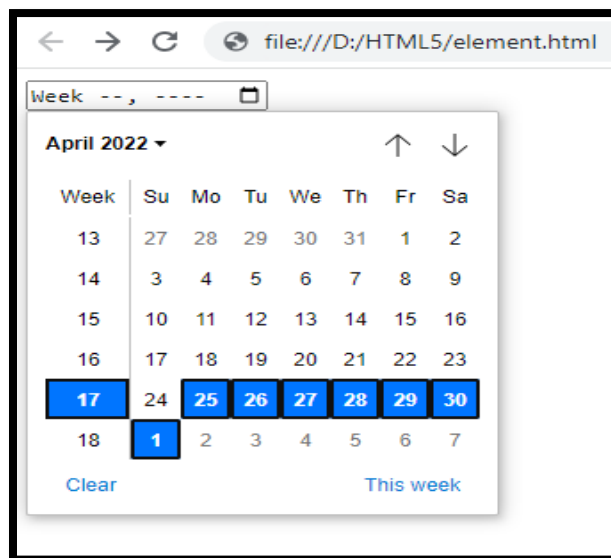 file:///D:/HTML5/element.html
Week --, ----
April 2022
Week Su Mo Tu We Th Fr Sa
13 27 28 29 30 31 1 2
14 3 4 5 6 7 8 9
15 10 11 12 13 14 15 16
16 17 18 19 20 21 22 23
17 24 25 26 27 28 29 30
18 1 2 3 4 5 6 7
Clear This week